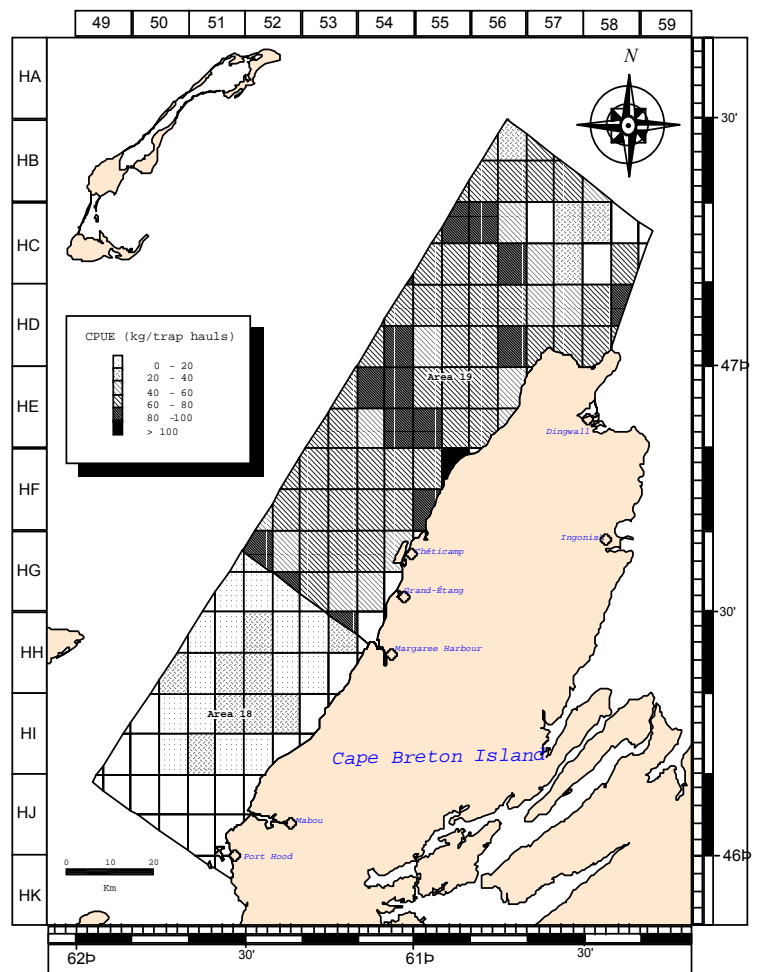 49 50 51 52 53 54 55 56 57 58 59
HA
HB
HC
HD
HE
HF
HG
HH
HI
HJ
HK
N
30'
47Þ
30'
46Þ
CPUE (kg/trap hauls)
0 - 20
20 - 40
40 - 60
60 - 80
80 -100
> 100
Area 19
Dingwall
Ingonish
Chéticamp
Grand-Étang
Margaree Harbour
Area 18
Cape Breton Island
Mabou
Port Hood
0 10 20
Km
62Þ 30' 61Þ 30'